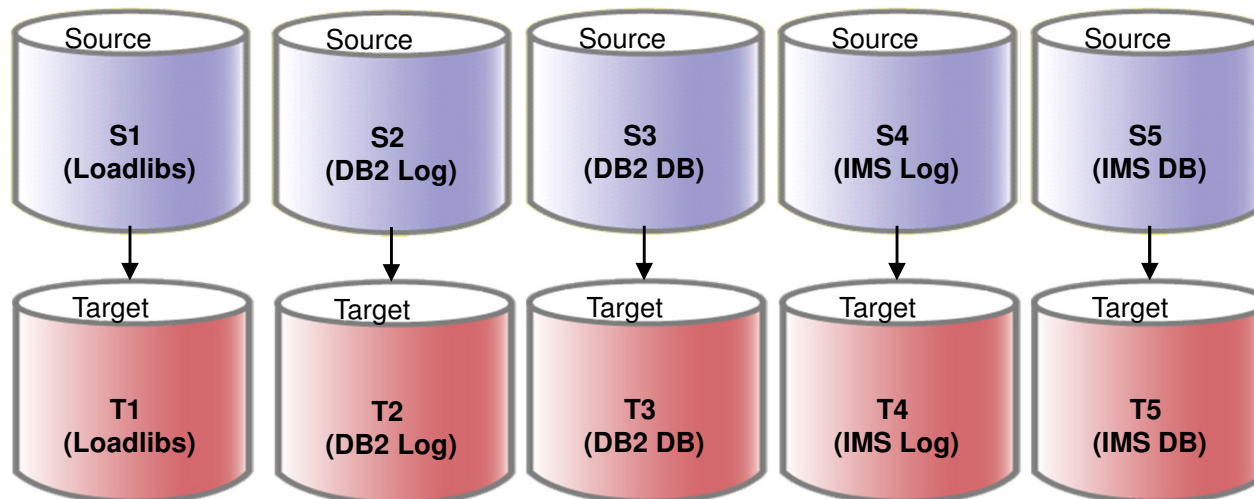 Source
S1
(Loadlibs)
Source
S2
(DB2 Log)
Source
S3
(DB2 DB)
Source
S4
(IMS Log)
Source
S5
(IMS DB)
Target
T1
(Loadlibs)
Target
T2
(DB2 Log)
Target
T3
(DB2 DB)
Target
T4
(IMS Log)
Target
T5
(IMS DB)